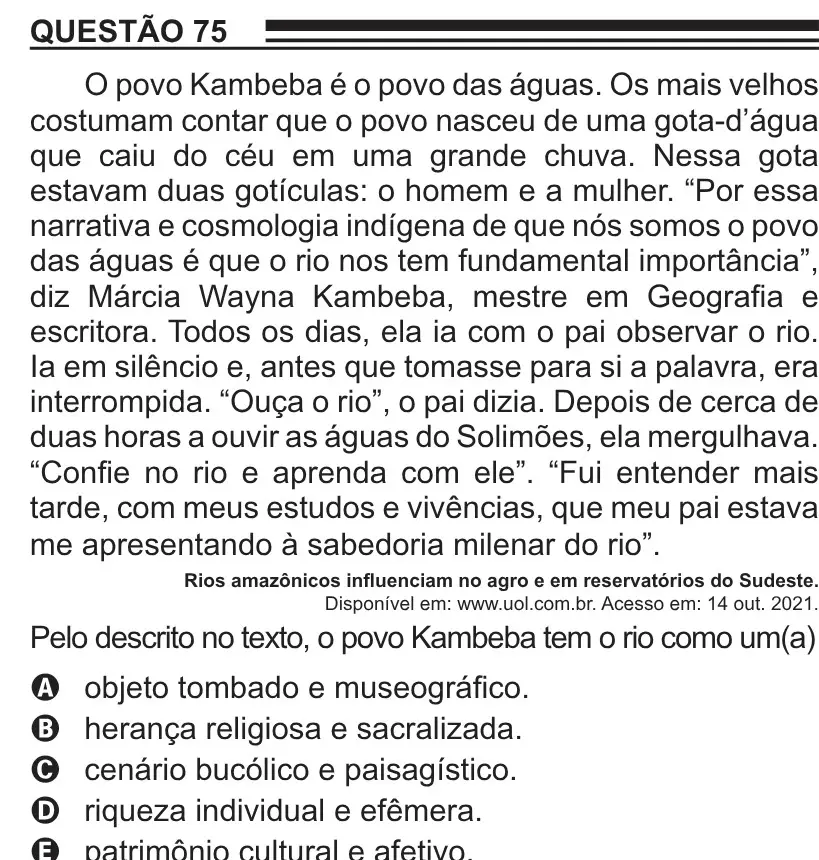 QUESTÃO 75
O povo Kambeba é o povo das águas. Os mais velhos
costumam contar que o povo nasceu de uma gota-d’água
que caiu do céu em uma grande chuva. Nessa gota
estavam duas gotículas: o homem e a mulher. “Por essa
narrativa e cosmologia indígena de que nós somos o povo
das águas é que o rio nos tem fundamental importância”,
diz Márcia Wayna Kambeba, mestre em Geografia e
escritora. Todos os dias, ela ia com o pai observar o rio.
Ia em silêncio e, antes que tomasse para si a palavra, era
interrompida. “Ouça o rio”, o pai dizia. Depois de cerca de
duas horas a ouvir as águas do Solimões, ela mergulhava.
“Confie no rio e aprenda com ele”. “Fui entender mais
tarde, com meus estudos e vivências, que meu pai estava
me apresentando à sabedoria milenar do rio”.
Rios amazônicos influenciam no agro e em reservatórios do Sudeste.
Disponível em: www.uol.com.br. Acesso em: 14 out. 2021.
Pelo descrito no texto, o povo Kambeba tem o rio como um(a)
A objeto tombado e museográfico.
B herança religiosa e sacralizada.
C cenário bucólico e paisagístico.
D riqueza individual e efêmera.
E patrimônio cultural e afetivo.